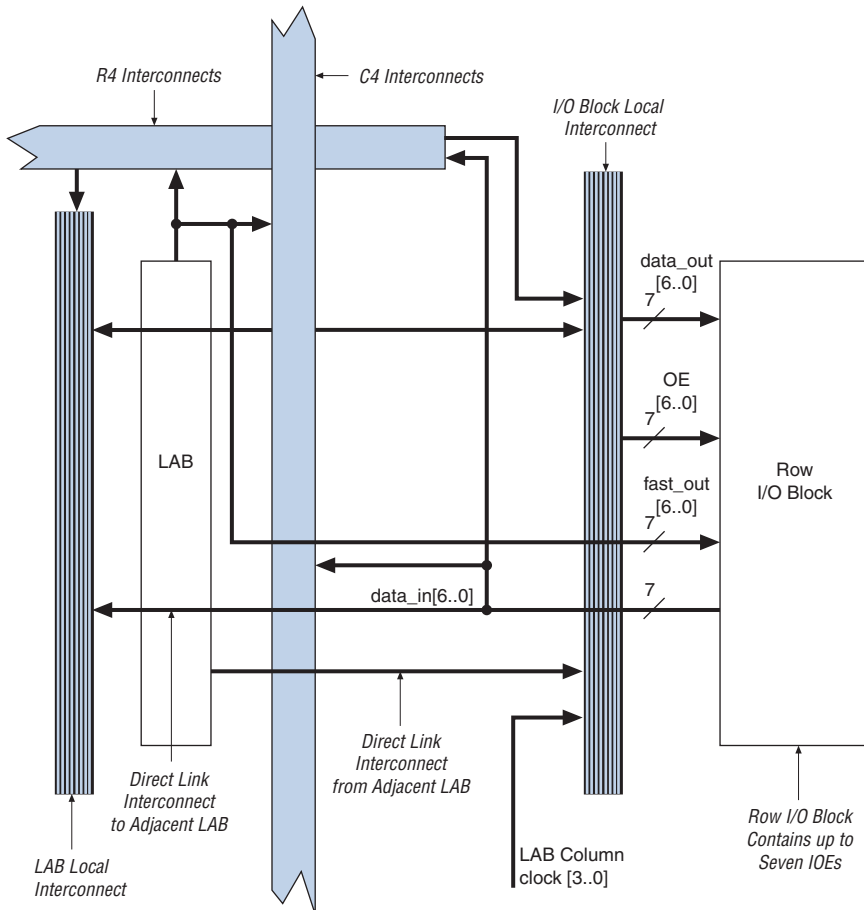 R4 Interconnects
C4 Interconnects
I/O Block Local
Interconnect
data_out
[6..0]
7
OE
[6..0]
7
LAB
Row
I/O Block
fast_out
[6..0]
7
data_in[6..0]
7
Direct Link
Interconnect
to Adjacent LAB
Direct Link
Interconnect
from Adjacent LAB
Row I/O Block
Contains up to
Seven IOEs
LAB Local
Interconnect
LAB Column
clock [3..0]